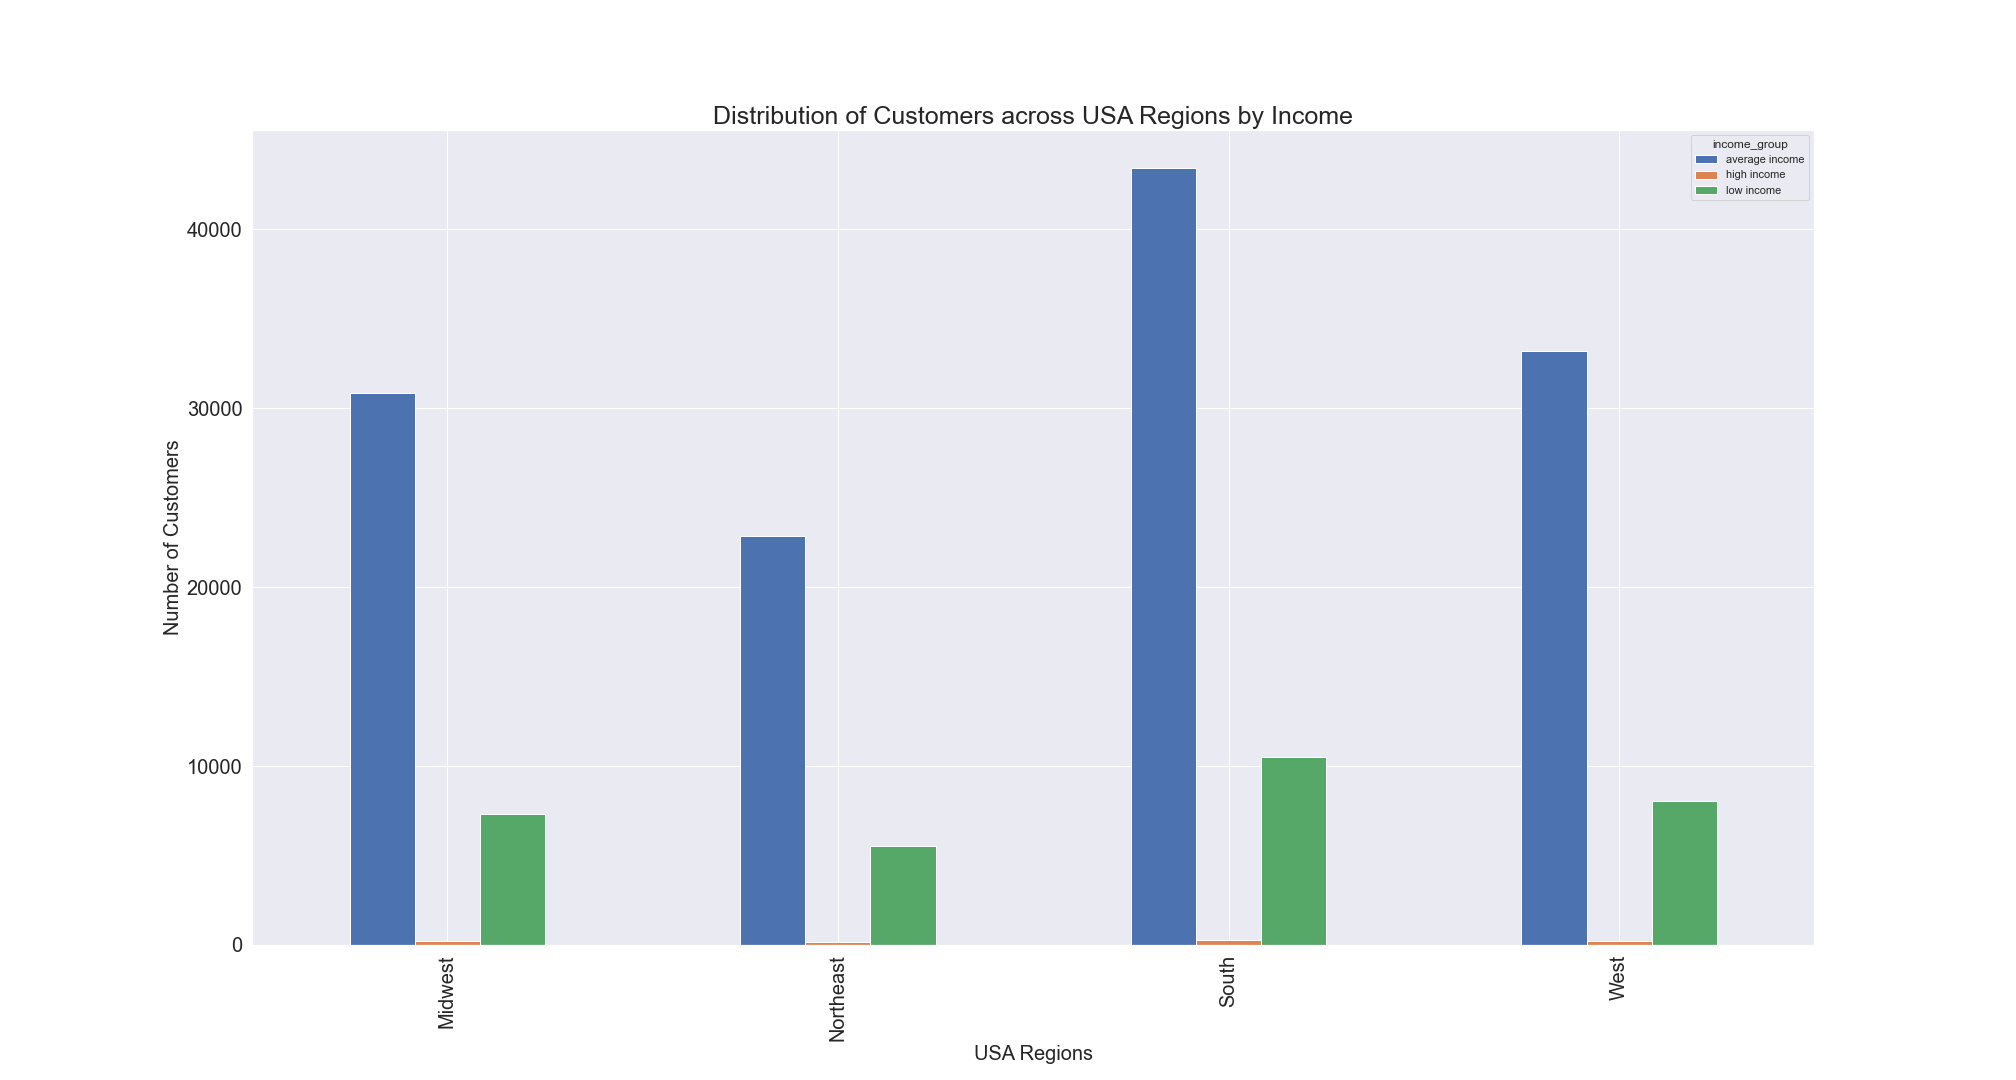 Distribution of Customers across USA Regions by Income
income_group
average income
high income
low income
40000
30000
20000
10000
0
Number of Customers
Midwest
Northeast
South
West
USA Regions